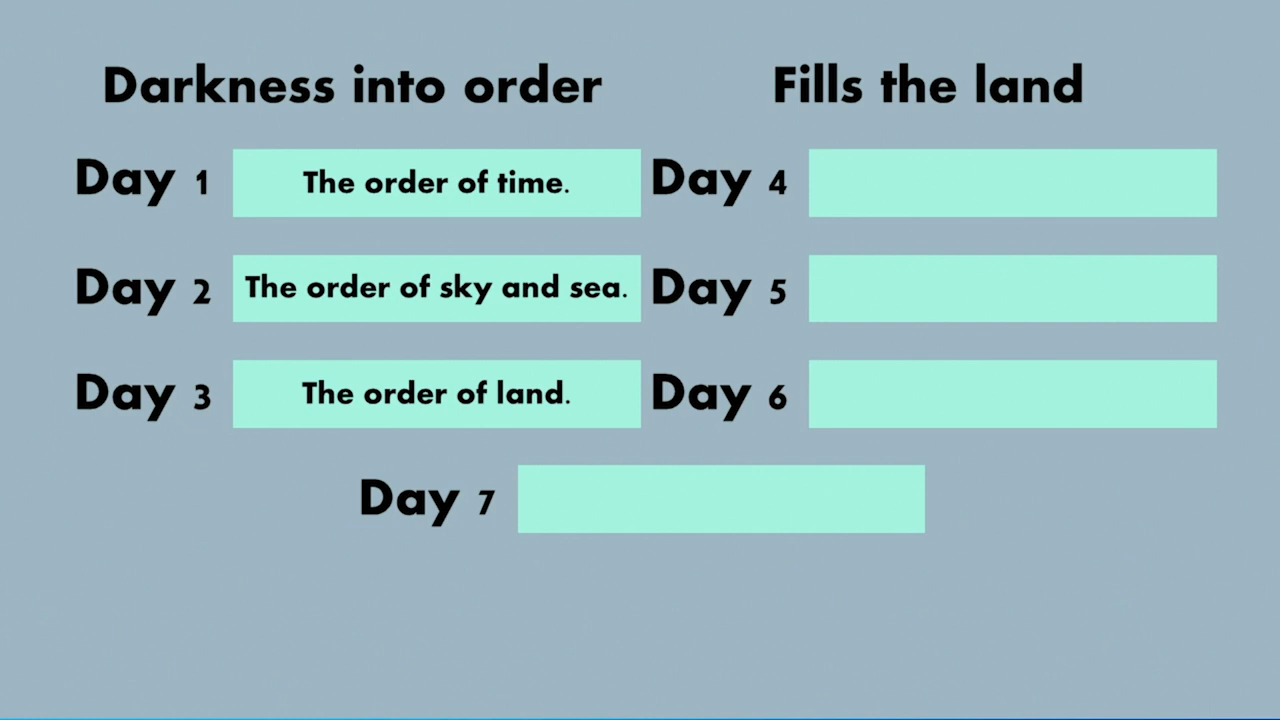 Darkness into order
Fills the land
Day 1
The order of time.
Day 4
Day 2
The order of sky and sea.
Day 5
Day 3
The order of land.
Day 6
Day 7